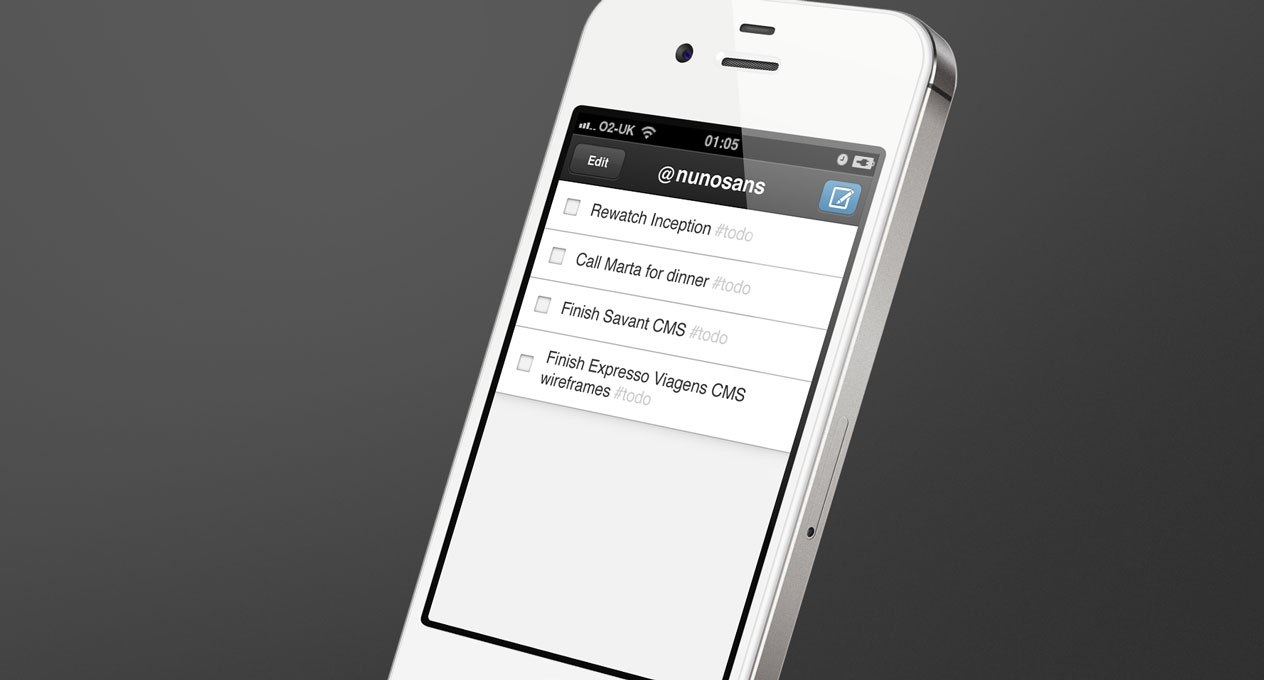 O2-UK 01:05
Edit @nunosans
Rewatch Inception #todo
Call Marta for dinner #todo
Finish Savant CMS #todo
Finish Expresso Viagens CMS
wireframes #todo